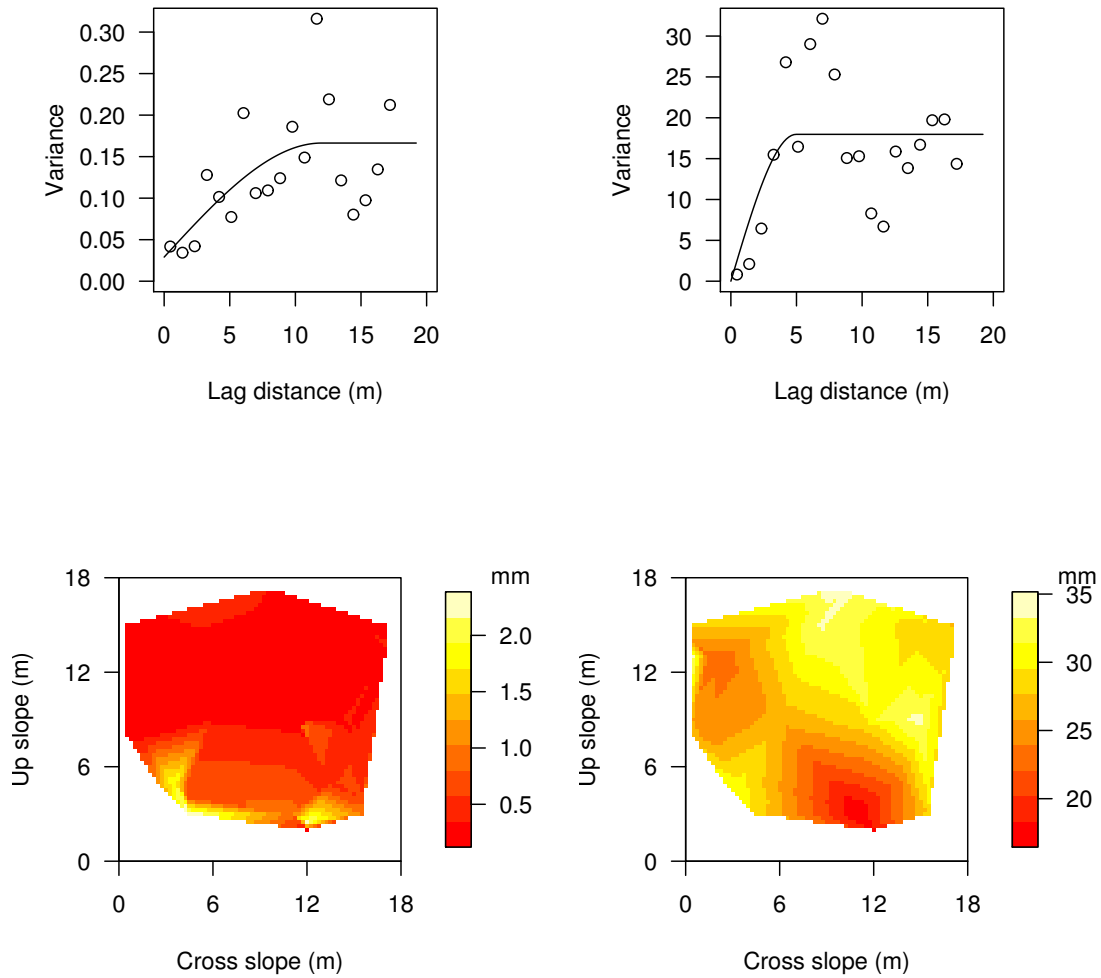 Variance
0.30
0.25
0.20
0.15
0.10
0.05
0.00
0 5 10 15 20
Lag distance (m)
Variance
30
25
20
15
10
5
0
0 5 10 15 20
Lag distance (m)
Up slope (m)
18
12
6
0
0 6 12 18
Cross slope (m)
mm
2.0
1.5
1.0
0.5
Up slope (m)
18
12
6
0
0 6 12 18
Cross slope (m)
mm
35
30
25
20